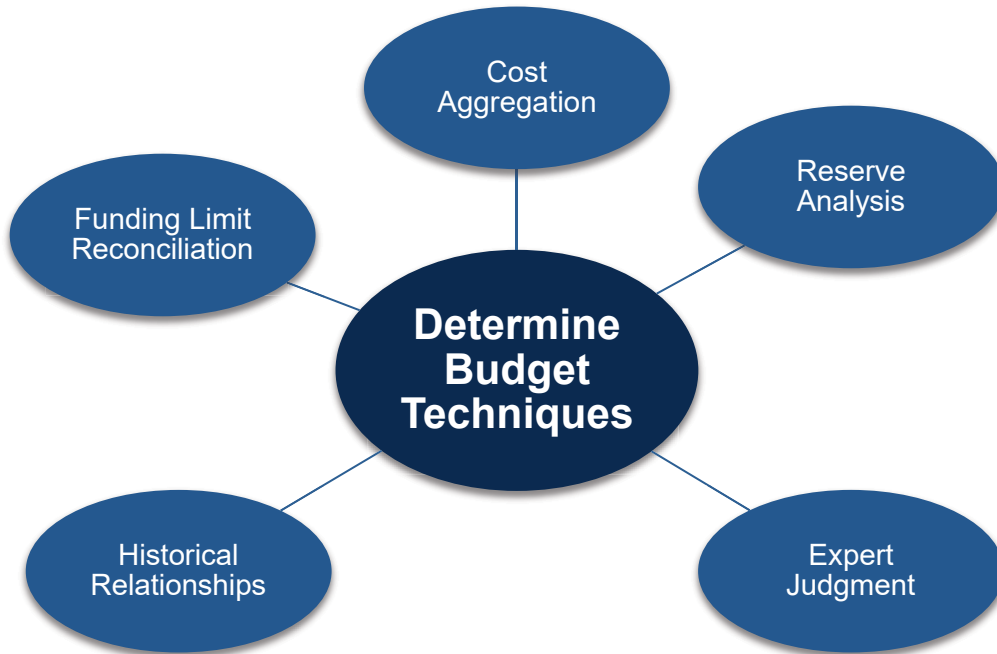 Cost
Aggregation
Reserve
Analysis
Funding Limit
Reconciliation
Determine
Budget
Techniques
Historical
Relationships
Expert
Judgment